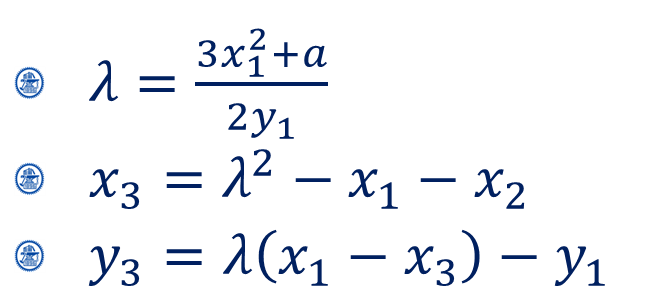 λ = (3x₁² + a) / (2y₁)
x₃ = λ² − x₁ − x₂
y₃ = λ(x₁ − x₃) − y₁